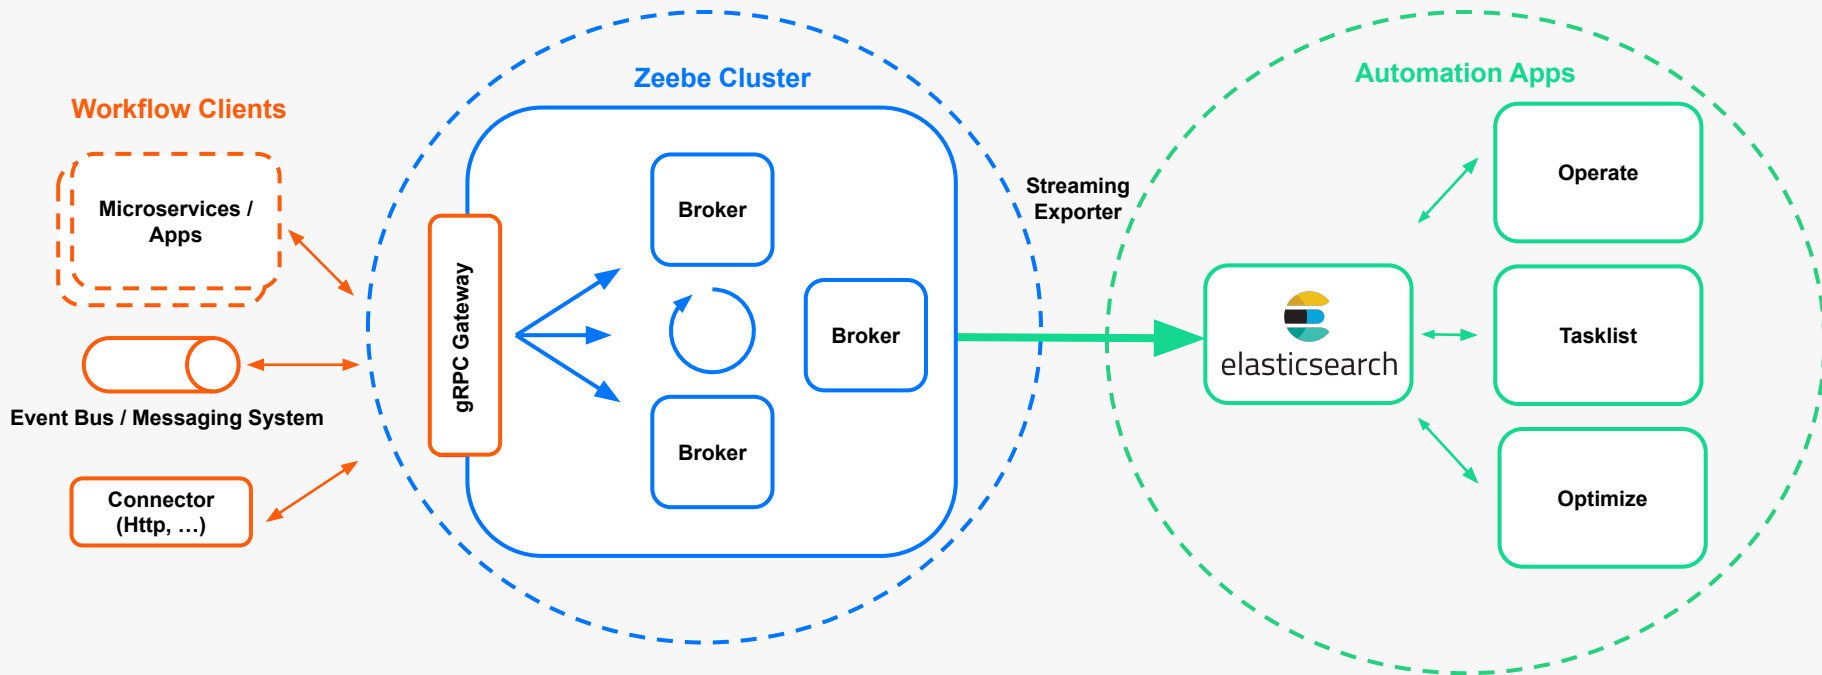 Workflow Clients
Microservices /
Apps
Event Bus / Messaging System
Connector
(Http, …)
Zeebe Cluster
gRPC Gateway
Broker
Broker
Broker
Streaming
Exporter
Automation Apps
elasticsearch
Operate
Tasklist
Optimize